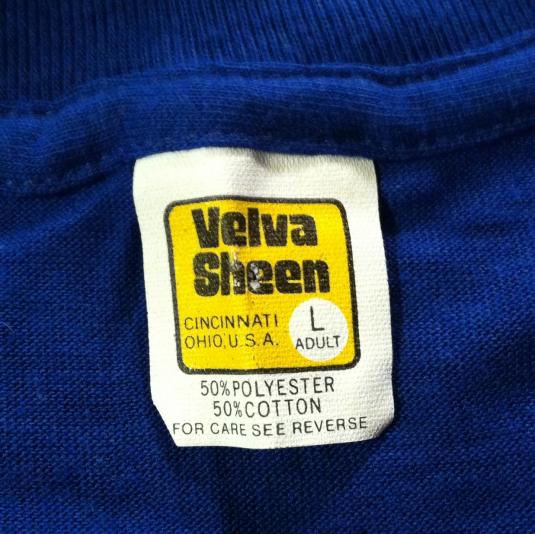 Velva
Sheen
CINCINNATI
OHIO, U.S.A.
L
ADULT
50% POLYESTER
50% COTTON
FOR CARE SEE REVERSE